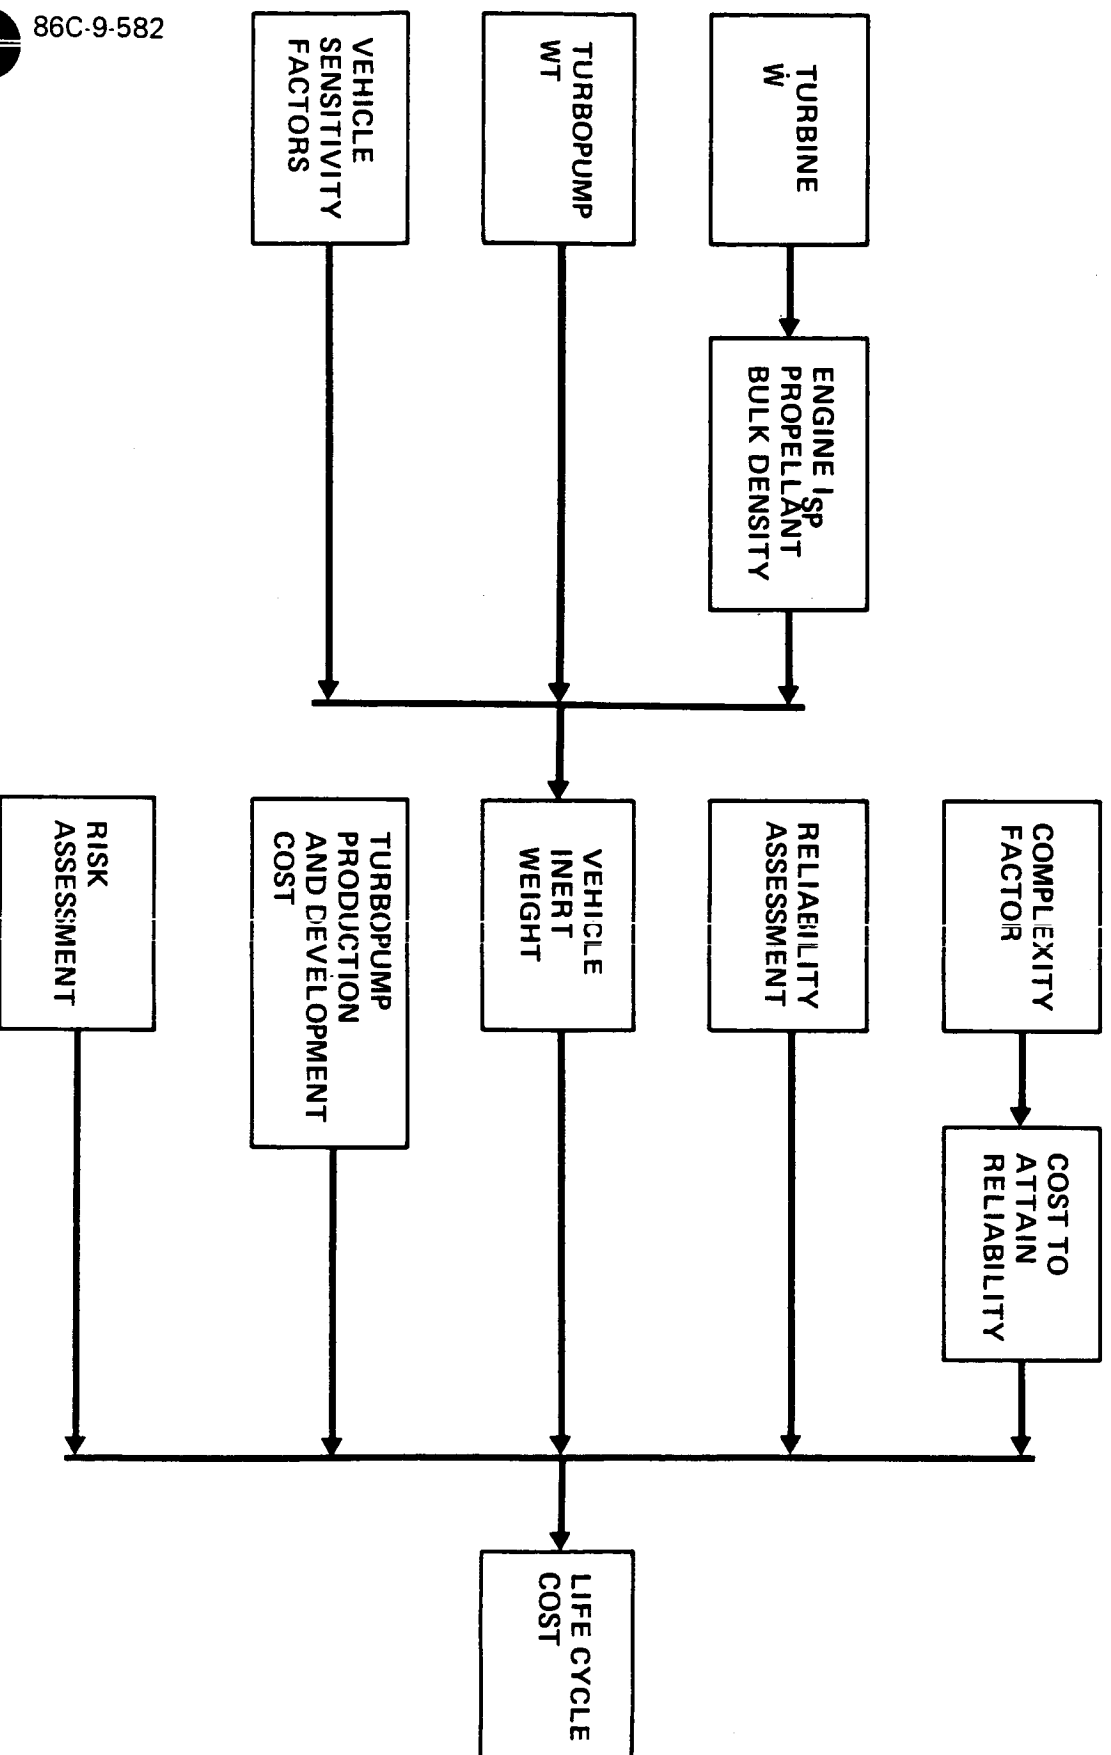 86C-9-582
COMPLEXITY
FACTOR
COST TO
ATTAIN
RELIABILITY
TURBINE
Ẇ
ENGINE ISP
PROPELLANT
BULK DENSITY
RELIABILITY
ASSESSMENT
TURBOPUMP
WT
VEHICLE
INERT
WEIGHT
LIFE CYCLE
COST
VEHICLE
SENSITIVITY
FACTORS
TURBOPUMP
PRODUCTION
AND DEVELOPMENT
COST
RISK
ASSESSMENT